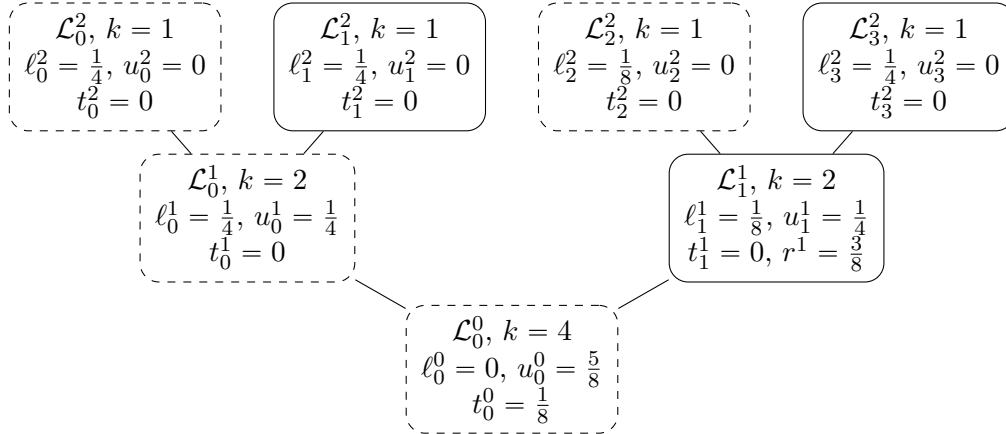 𝓛₀², k = 1
ℓ₀² = 1/4, u₀² = 0
t₀² = 0
𝓛₁², k = 1
ℓ₁² = 1/4, u₁² = 0
t₁² = 0
𝓛₂², k = 1
ℓ₂² = 1/8, u₂² = 0
t₂² = 0
𝓛₃², k = 1
ℓ₃² = 1/4, u₃² = 0
t₃² = 0
𝓛₀¹, k = 2
ℓ₀¹ = 1/4, u₀¹ = 1/4
t₀¹ = 0
𝓛₁¹, k = 2
ℓ₁¹ = 1/8, u₁¹ = 1/4
t₁¹ = 0, r¹ = 3/8
𝓛₀⁰, k = 4
ℓ₀⁰ = 0, u₀⁰ = 5/8
t₀⁰ = 1/8